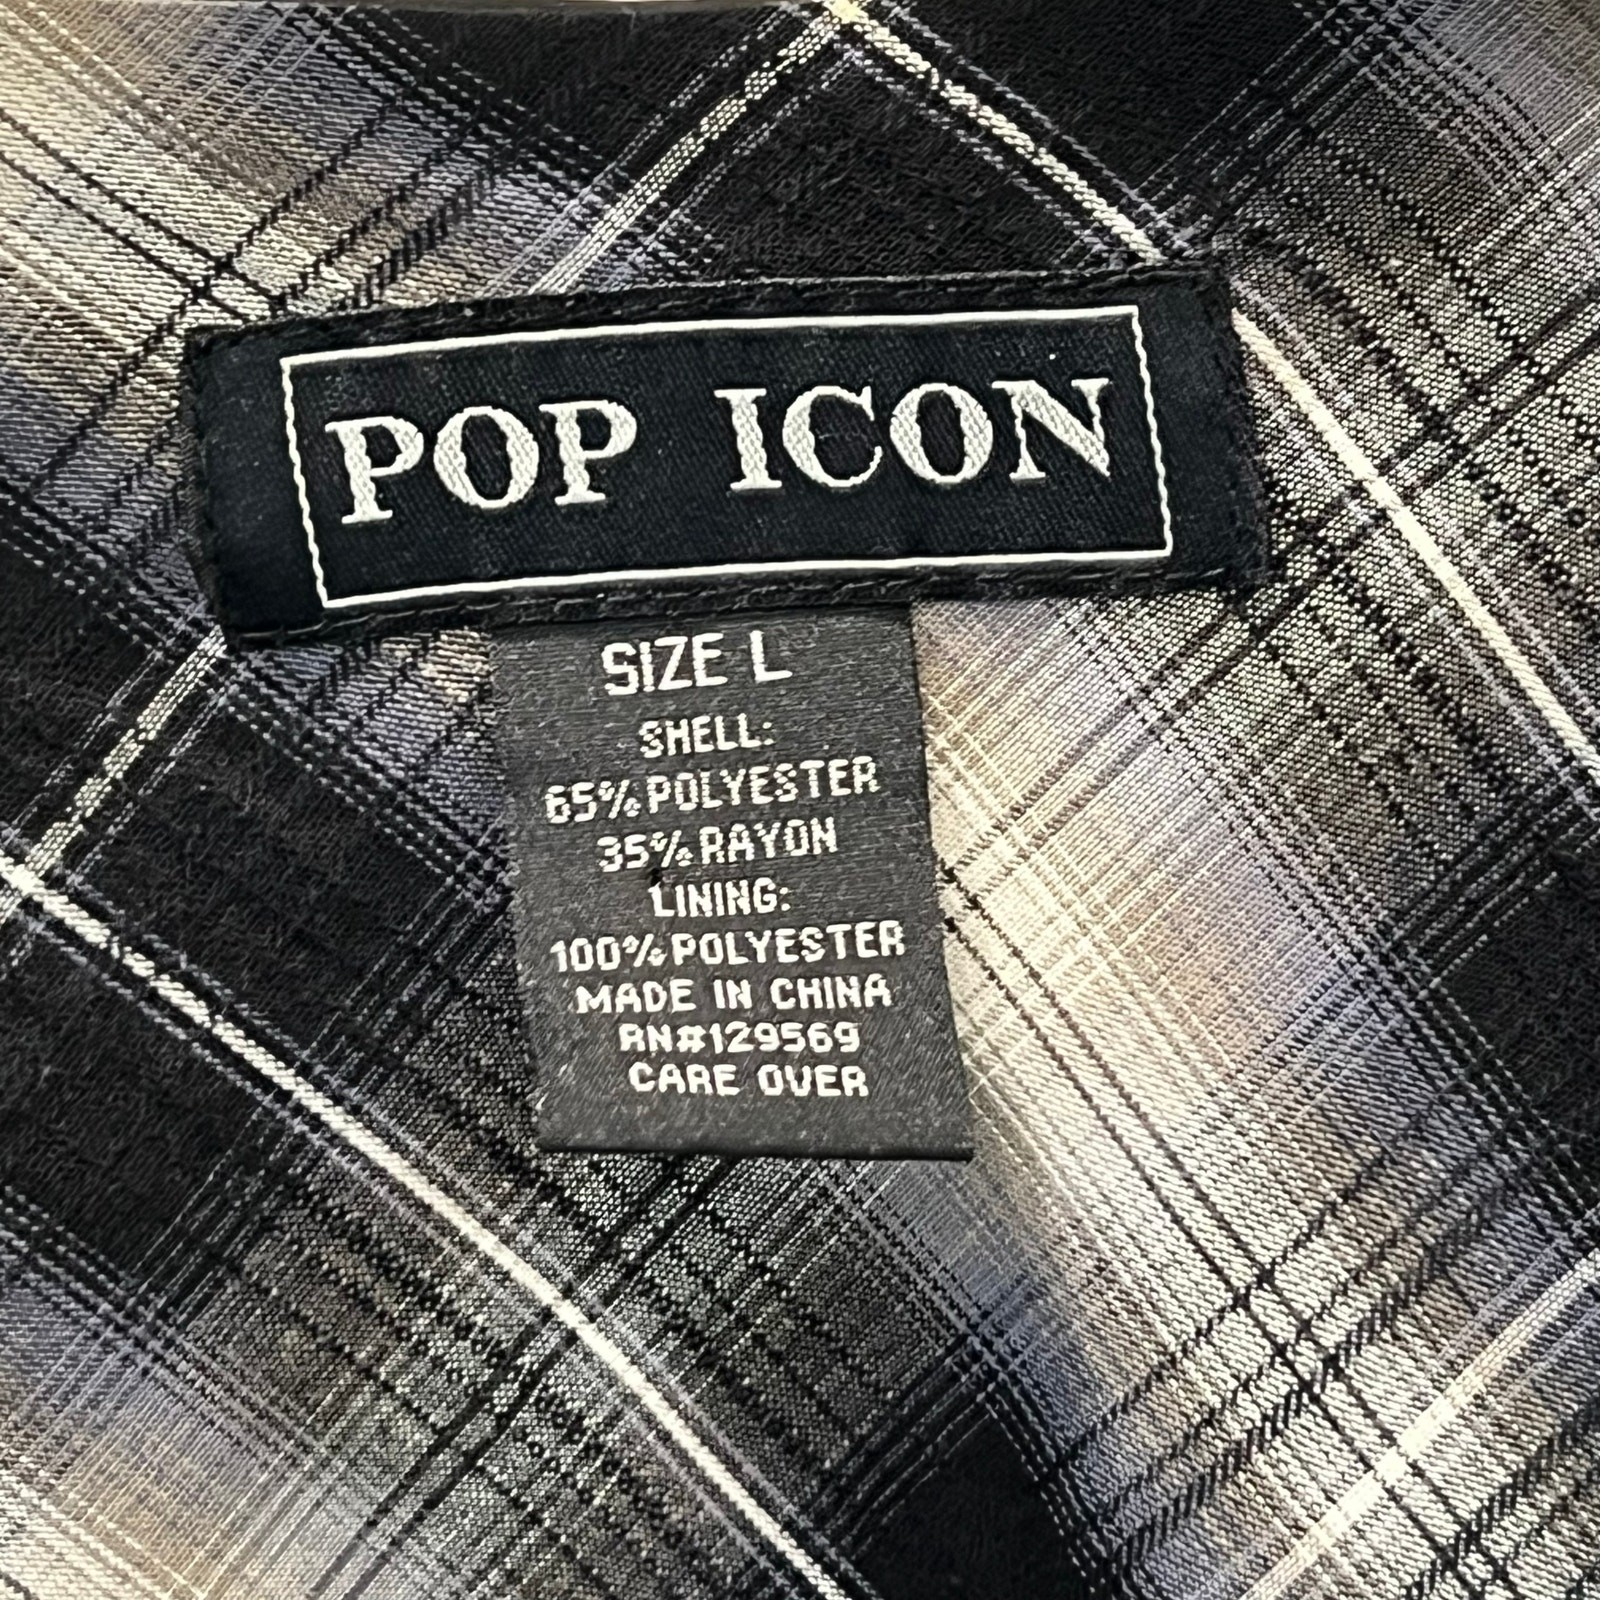 POP ICON
SIZE L
SHELL:
65%POLYESTER
35%RAYON
LINING:
100%POLYESTER
MADE IN CHINA
RN#129569
CARE OVER